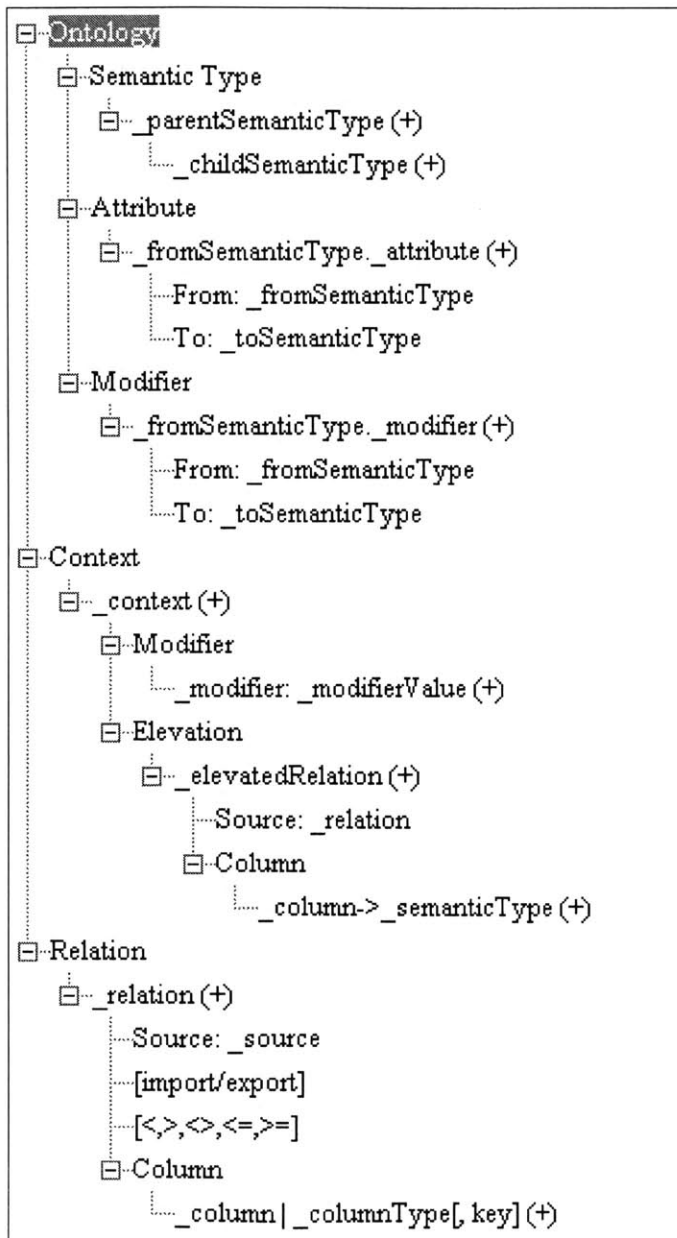 Ontology
Semantic Type
_parentSemanticType (+)
_childSemanticType (+)
Attribute
_fromSemanticType._attribute (+)
From: _fromSemanticType
To: _toSemanticType
Modifier
_fromSemanticType._modifier (+)
From: _fromSemanticType
To: _toSemanticType
Context
_context (+)
Modifier
_modifier: _modifierValue (+)
Elevation
_elevatedRelation (+)
Source: _relation
Column
_column->_semanticType (+)
Relation
_relation (+)
Source: _source
[import/export]
[<,>,<>,<=,>=]
Column
_column | _columnType[, key] (+)